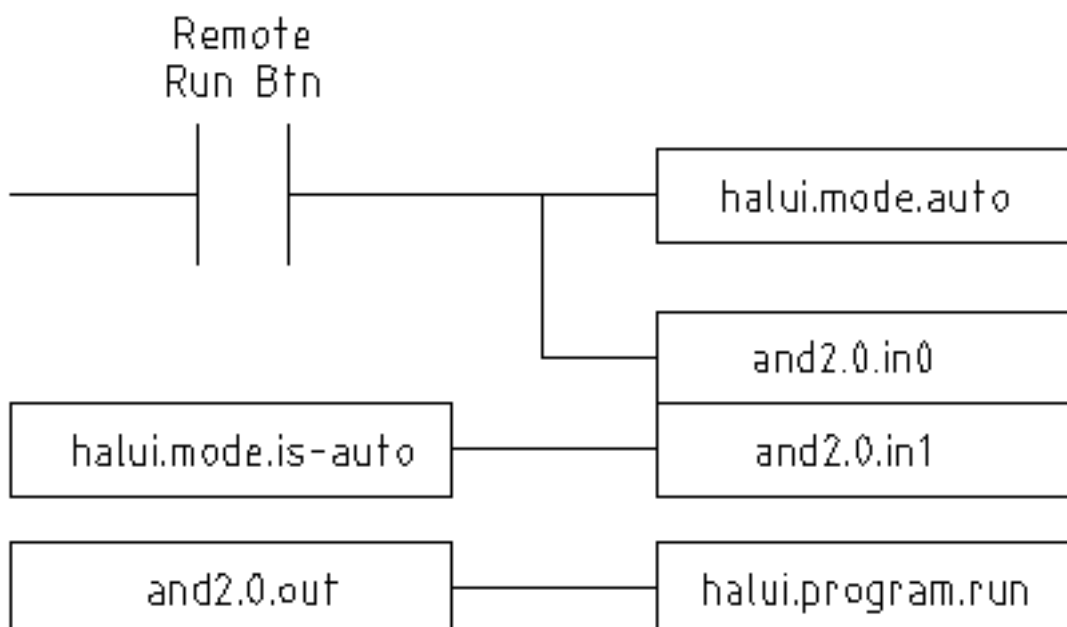 Remote
Run Btn
halui.mode.auto
and2.0.in0
halui.mode.is-auto
and2.0.in1
and2.0.out
halui.program.run